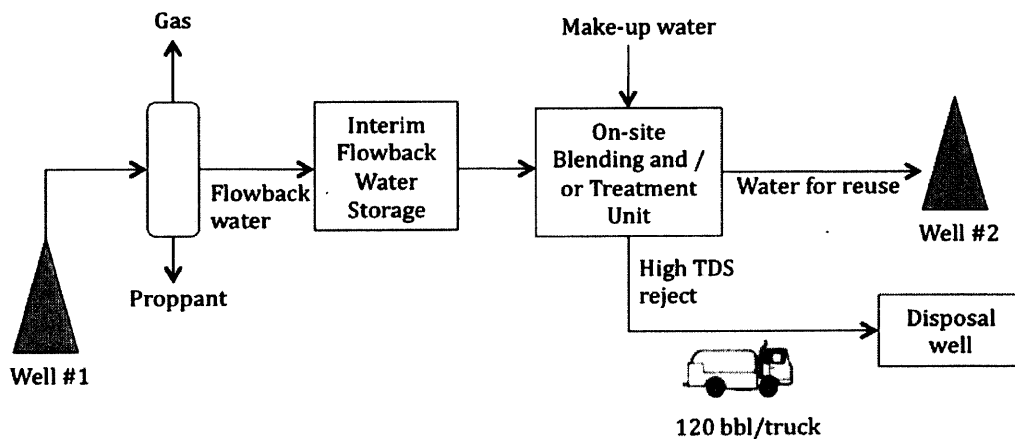 Gas
Make-up water
Interim
Flowback
Water
Storage
On-site
Blending and /
or Treatment
Unit
Flowback
water
Water for reuse
Well #2
Proppant
High TDS
reject
Disposal
well
Well #1
120 bbl/truck